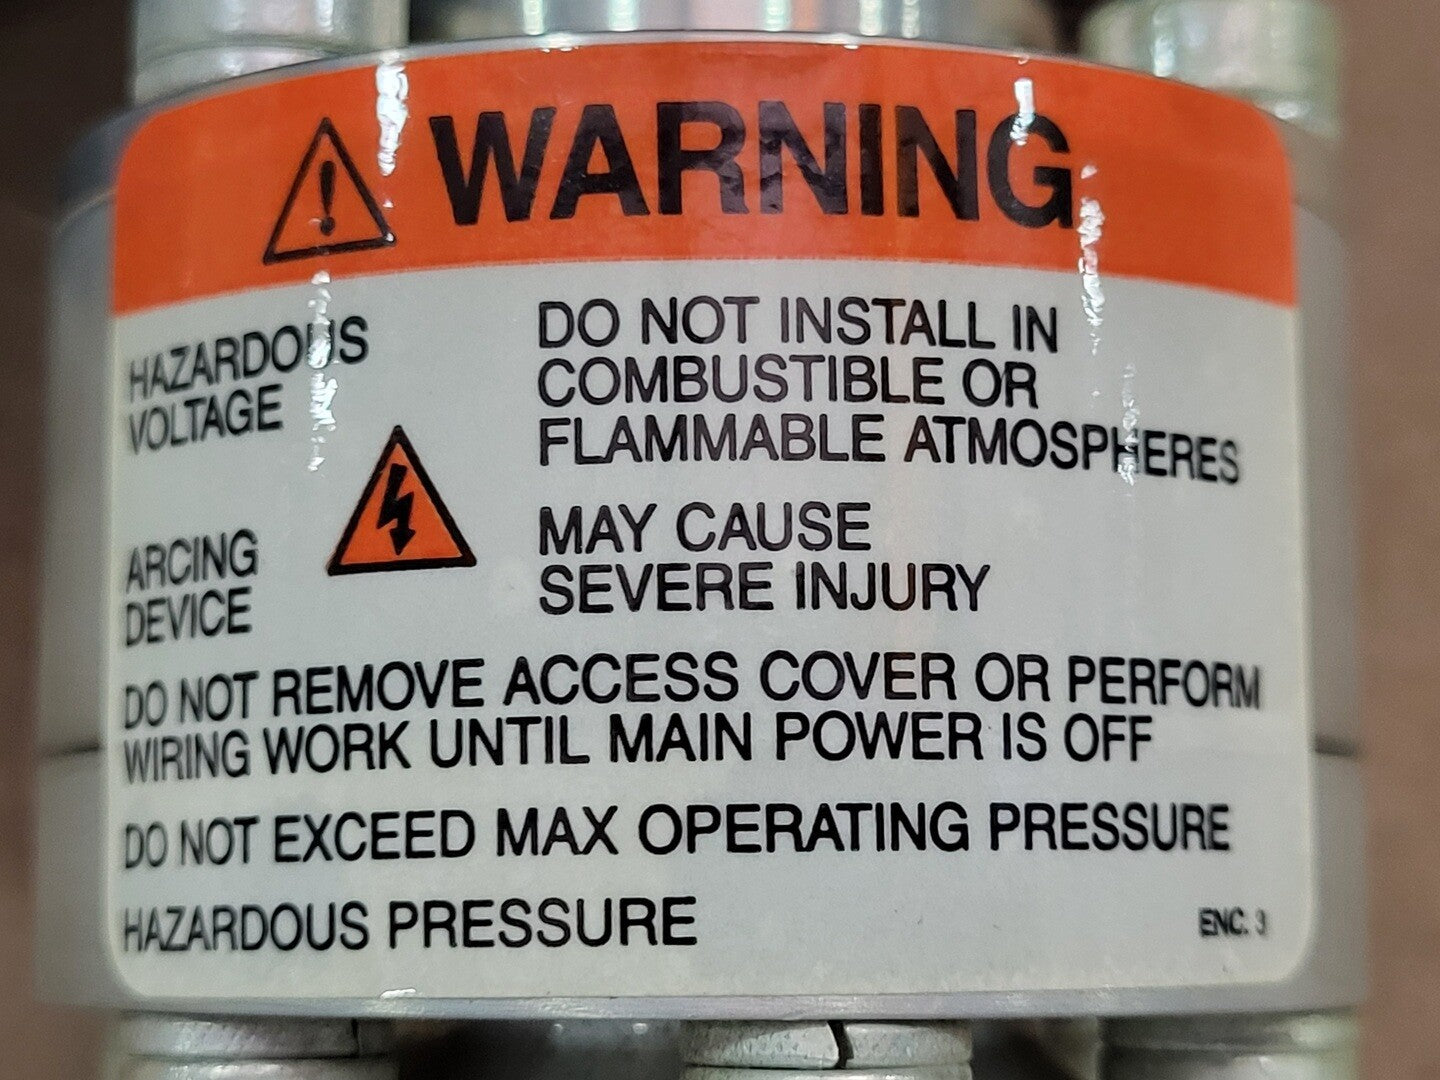 WARNING
HAZARDOUS
VOLTAGE
DO NOT INSTALL IN
COMBUSTIBLE OR
FLAMMABLE ATMOSPHERES
ARCING
DEVICE
MAY CAUSE
SEVERE INJURY
DO NOT REMOVE ACCESS COVER OR PERFORM
WIRING WORK UNTIL MAIN POWER IS OFF
DO NOT EXCEED MAX OPERATING PRESSURE
HAZARDOUS PRESSURE
ENC. 3